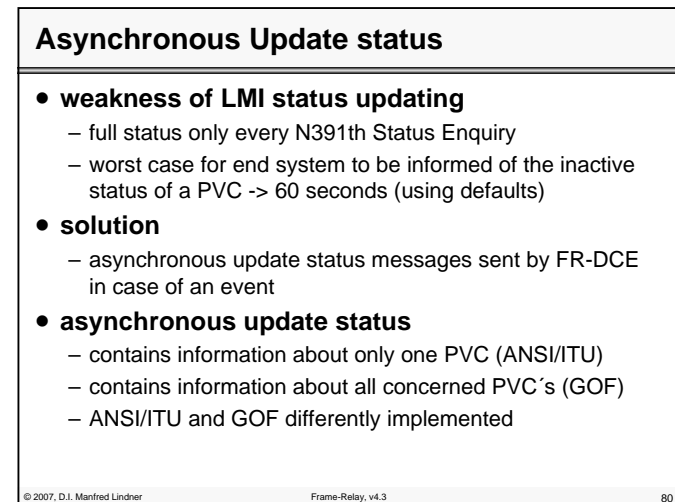 Asynchronous Update status
• weakness of LMI status updating
– full status only every N391th Status Enquiry
– worst case for end system to be informed of the inactive
status of a PVC -> 60 seconds (using defaults)
• solution
– asynchronous update status messages sent by FR-DCE
in case of an event
• asynchronous update status
– contains information about only one PVC (ANSI/ITU)
– contains information about all concerned PVC´s (GOF)
– ANSI/ITU and GOF differently implemented
© 2007, D.I. Manfred Lindner Frame-Relay, v4.3 80